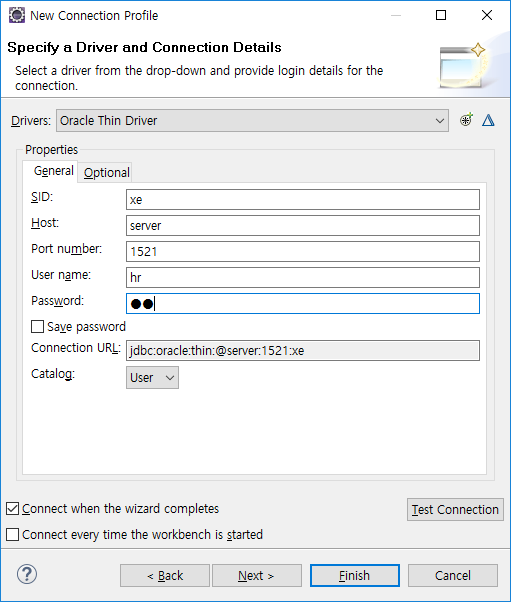 New Connection Profile
Specify a Driver and Connection Details
Select a driver from the drop-down and provide login details for the
connection.
Drivers: Oracle Thin Driver
Properties
General Optional
SID: xe
Host: server
Port number: 1521
User name: hr
Password: ●●
Save password
Connection URL: jdbc:oracle:thin:@server:1521:xe
Catalog: User
Connect when the wizard completes
Test Connection
Connect every time the workbench is started
? < Back Next > Finish Cancel